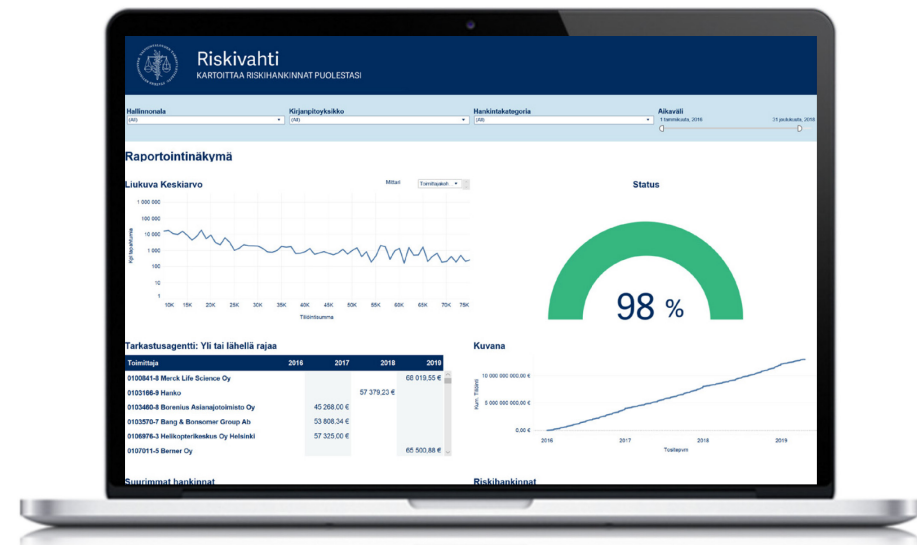 Riskivahti
KARTOITTAA RISKIHANKINNAT PUOLESTASI
Hallinnonala
(All)
Kirjanpitoyksikko
(All)
Hankintakategoria
(All)
Aikaväli
1 tammikuuta, 2016
31 joulukuuta, 2019
Raportointinäkymä
Liukuva Keskiarvo
Mittari
Status
1 000 000
100 000
10 000
1 000
100
10
1
Kpl tapahtumia
10K 15K 20K 25K 30K 35K 40K 45K 50K 55K 60K 65K 70K 75K
Tiliöintisumma
98 %
Tarkastusagentti: Yli tai lähellä rajaa
Toimittaja 2016 2017 2018 2019
0100841-8 Merck Life Science Oy 68 019,55 €
0103166-9 Hanko 57 379,23 €
0103460-8 Borenius Asianajotoimisto Oy 45 268,00 €
0103570-7 Bang & Bonsomer Group Ab 53 808,34 €
0106976-3 Helikopterikeskus Oy Helsinki 57 325,00 €
0107011-5 Berner Oy 65 500,88 €
Kuvana
10 000 000 000,00 €
5 000 000 000,00 €
0,00 €
Kum. Tiliöinti
2016 2017 2018 2019
Tositepvm
Suurimmat hankinnat
Riskihankinnat